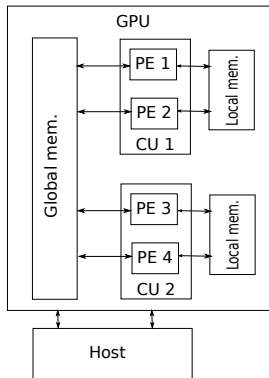 GPU
Global mem.
PE 1
PE 2
CU 1
Local mem.
PE 3
PE 4
CU 2
Local mem.
Host